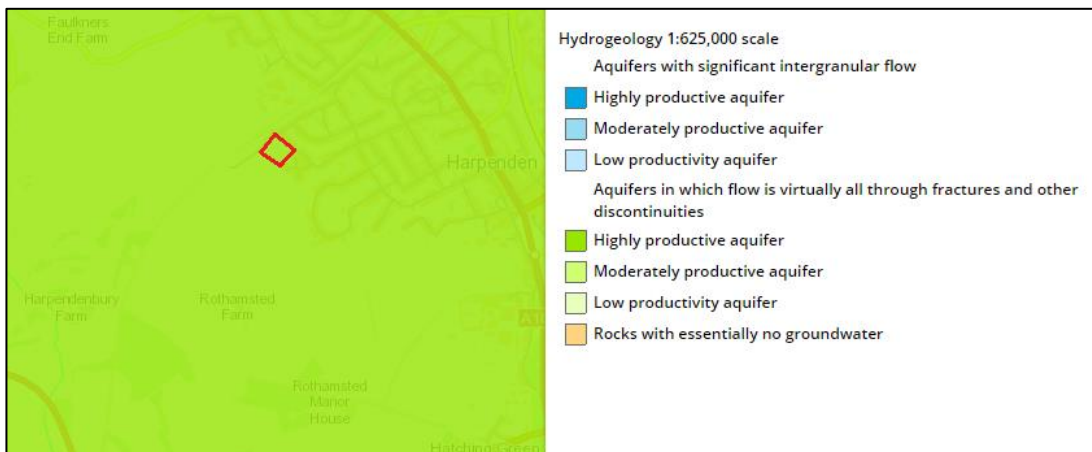 Faulkners
End Farm
Harpenden
Harpendenbury
Farm
Rothamsted
Farm
Rothamsted
Manor
House
Hatching Green
Hydrogeology 1:625,000 scale
Aquifers with significant intergranular flow
Highly productive aquifer
Moderately productive aquifer
Low productivity aquifer
Aquifers in which flow is virtually all through fractures and other
discontinuities
Highly productive aquifer
Moderately productive aquifer
Low productivity aquifer
Rocks with essentially no groundwater